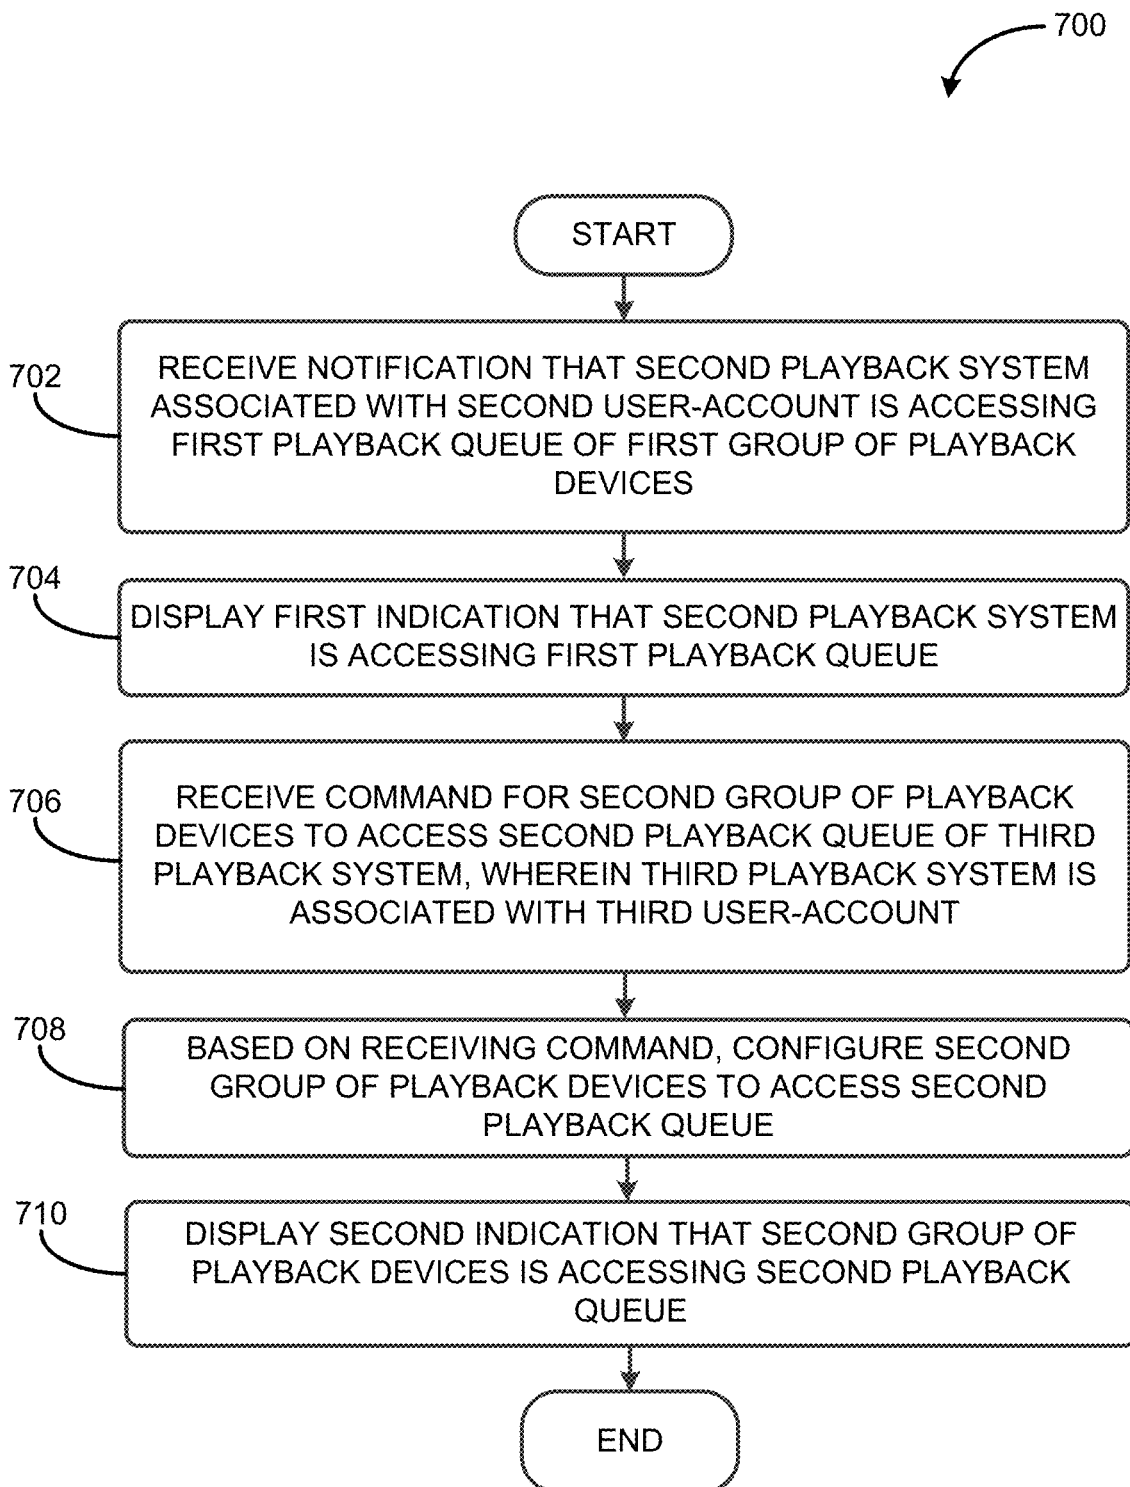 700
START
702
RECEIVE NOTIFICATION THAT SECOND PLAYBACK SYSTEM
ASSOCIATED WITH SECOND USER-ACCOUNT IS ACCESSING
FIRST PLAYBACK QUEUE OF FIRST GROUP OF PLAYBACK
DEVICES
704
DISPLAY FIRST INDICATION THAT SECOND PLAYBACK SYSTEM
IS ACCESSING FIRST PLAYBACK QUEUE
706
RECEIVE COMMAND FOR SECOND GROUP OF PLAYBACK
DEVICES TO ACCESS SECOND PLAYBACK QUEUE OF THIRD
PLAYBACK SYSTEM, WHEREIN THIRD PLAYBACK SYSTEM IS
ASSOCIATED WITH THIRD USER-ACCOUNT
708
BASED ON RECEIVING COMMAND, CONFIGURE SECOND
GROUP OF PLAYBACK DEVICES TO ACCESS SECOND
PLAYBACK QUEUE
710
DISPLAY SECOND INDICATION THAT SECOND GROUP OF
PLAYBACK DEVICES IS ACCESSING SECOND PLAYBACK
QUEUE
END